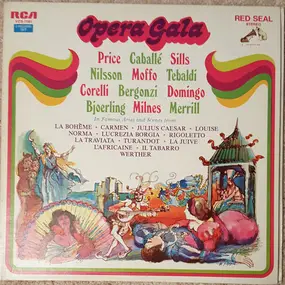 RCA
Opera Gala
RED SEAL
STEREO
Price Caballé Sills
Nilsson Moffo Tebaldi
Corelli Bergonzi Domingo
Bjoerling Milnes Merrill
In Famous Arias and Scenes from
LA BOHÈME · CARMEN · JULIUS CAESAR · LOUISE
NORMA · LUCREZIA BORGIA · RIGOLETTO
LA TRAVIATA · TURANDOT · LA JUIVE
L'AFRICAINE · IL TABARRO
WERTHER